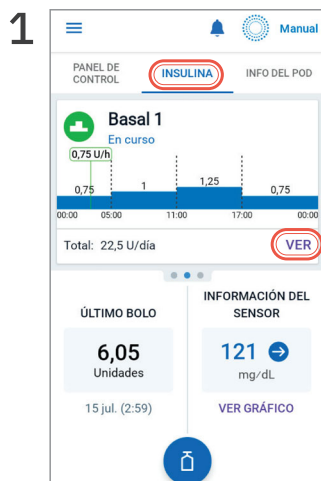 1
Manual
PANEL DE
CONTROL
INSULINA
INFO DEL POD
Basal 1
En curso
0,75 U/h
0,75
1
1,25
0,75
00:00 05:00 11:00 17:00 00:00
Total: 22,5 U/día
VER
ÚLTIMO BOLO
6,05
Unidades
15 jul. (2:59)
INFORMACIÓN DEL
SENSOR
121
mg/dL
VER GRÁFICO